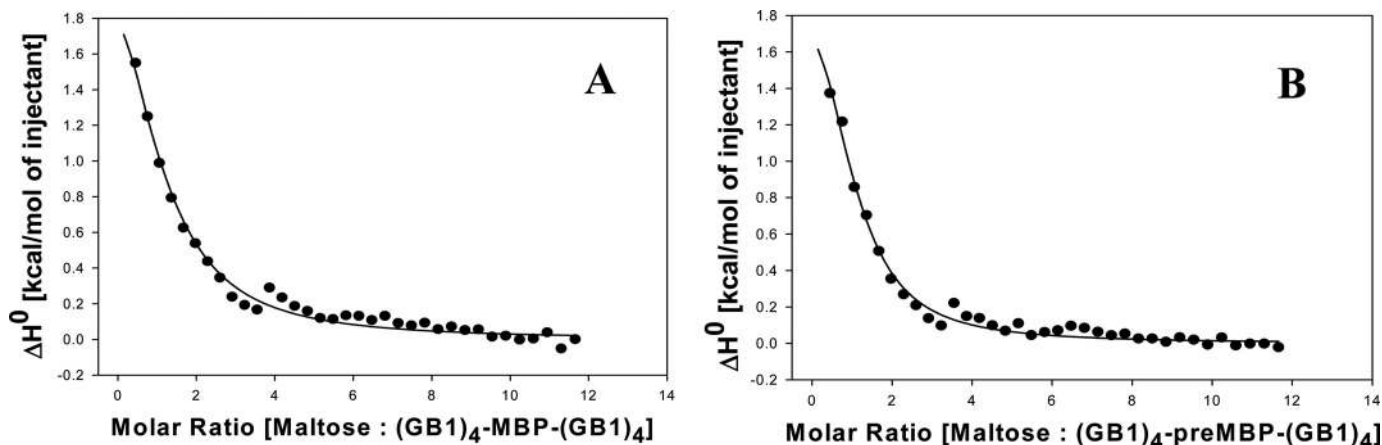 ΔH⁰ [kcal/mol of injectant]
1.8
1.6
1.4
1.2
1.0
0.8
0.6
0.4
0.2
0.0
-0.2
A
0 2 4 6 8 10 12 14
Molar Ratio [Maltose : (GB1)₄-MBP-(GB1)₄]
ΔH⁰ [kcal/mol of injectant]
1.8
1.6
1.4
1.2
1.0
0.8
0.6
0.4
0.2
0.0
-0.2
B
0 2 4 6 8 10 12 14
Molar Ratio [Maltose : (GB1)₄-preMBP-(GB1)₄]